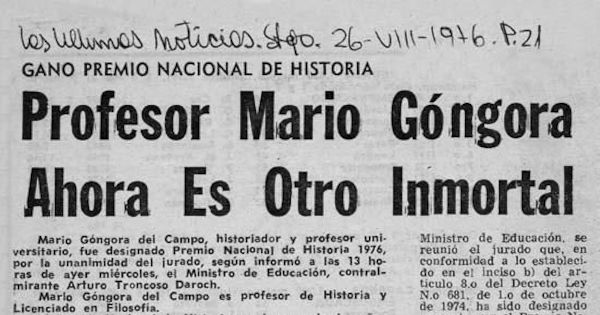 Las Ultimas Noticias. Stgo. 26-VIII-1976. P.21
GANO PREMIO NACIONAL DE HISTORIA
Profesor Mario Góngora
Ahora Es Otro Inmortal
Mario Góngora del Campo, historiador y profesor uni-
versitario, fue designado Premio Nacional de Historia 1976,
por la unanimidad del jurado, según informó a las 13 ho-
ras de ayer miércoles, el Ministro de Educación, contral-
mirante Arturo Troncoso Daroch.
Mario Góngora del Campo es profesor de Historia y
Licenciado en Filosofía.
Ministro de Educación, se
reunió el jurado que, en
conformidad a lo estableci-
do en el inciso b) del ar-
tículo 8.o del Decreto Ley
N.o 681, de 1.o de octubre
de 1974, ha sido designado